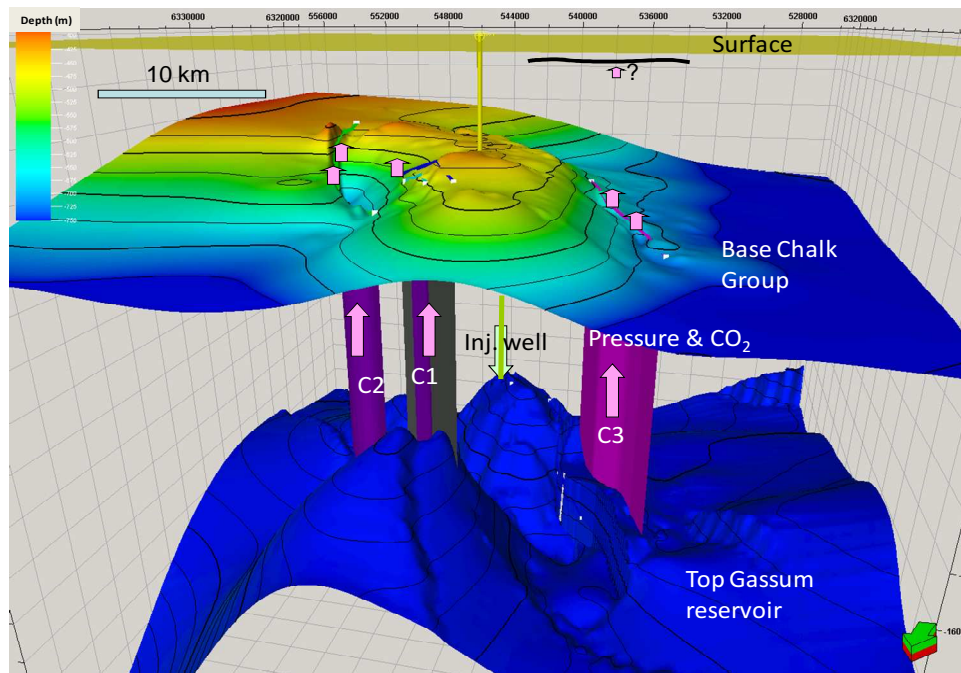 Depth (m)
6330000
6320000
556000
552000
548000
544000
540000
536000
532000
528000
6320000
Surface
?
10 km
Base Chalk
Group
Inj. well
Pressure & CO₂
C2
C1
C3
Top Gassum
reservoir
-160